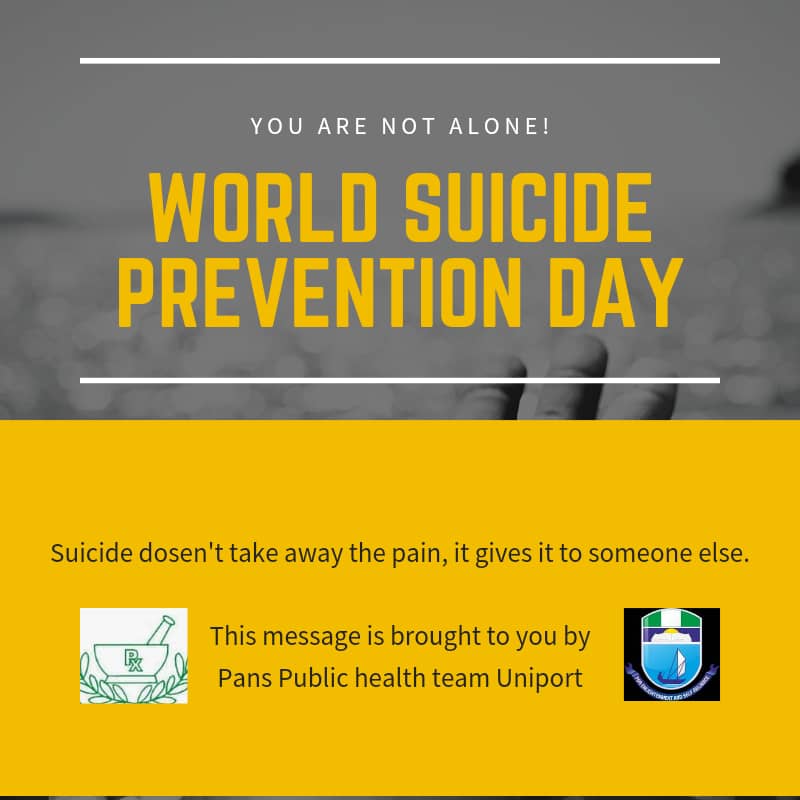 YOU ARE NOT ALONE!
WORLD SUICIDE
PREVENTION DAY
Suicide dosen't take away the pain, it gives it to someone else.
This message is brought to you by
Pans Public health team Uniport
Rx
FOR ENLIGHTENMENT AND SELF RELIANCE